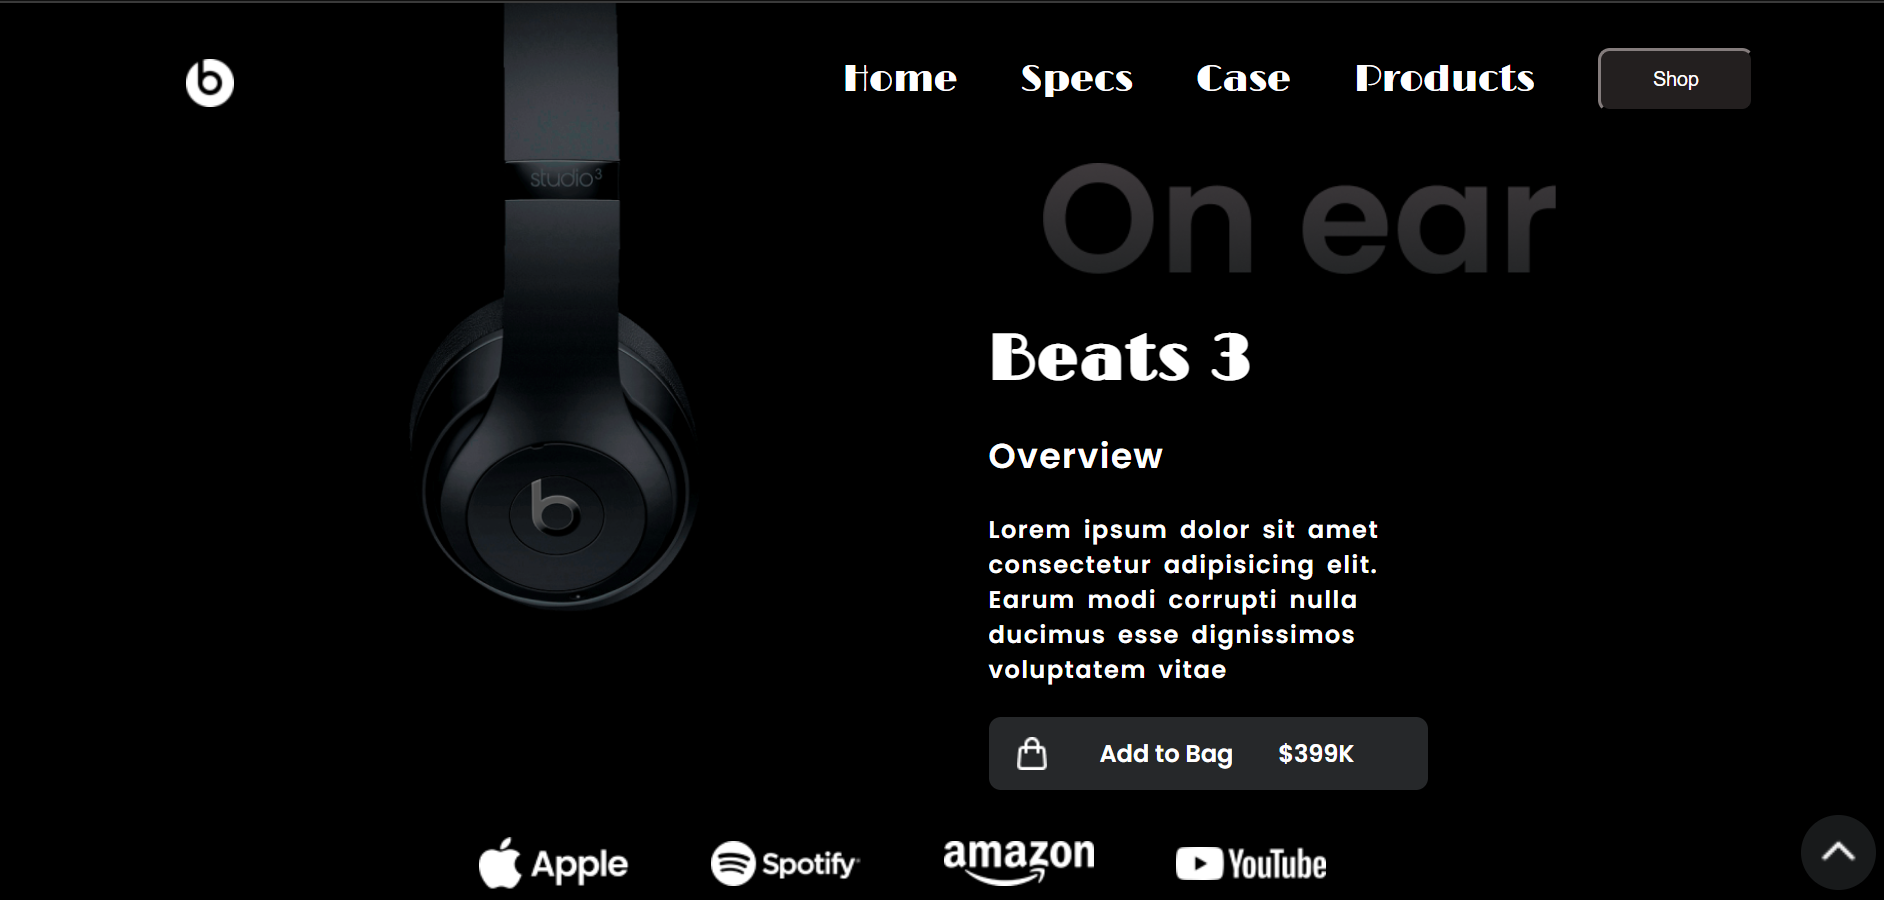 Home Specs Case Products Shop
studio3
On ear
Beats 3
Overview
Lorem ipsum dolor sit amet
consectetur adipisicing elit.
Earum modi corrupti nulla
ducimus esse dignissimos
voluptatem vitae
Add to Bag $399K
Apple Spotify amazon YouTube